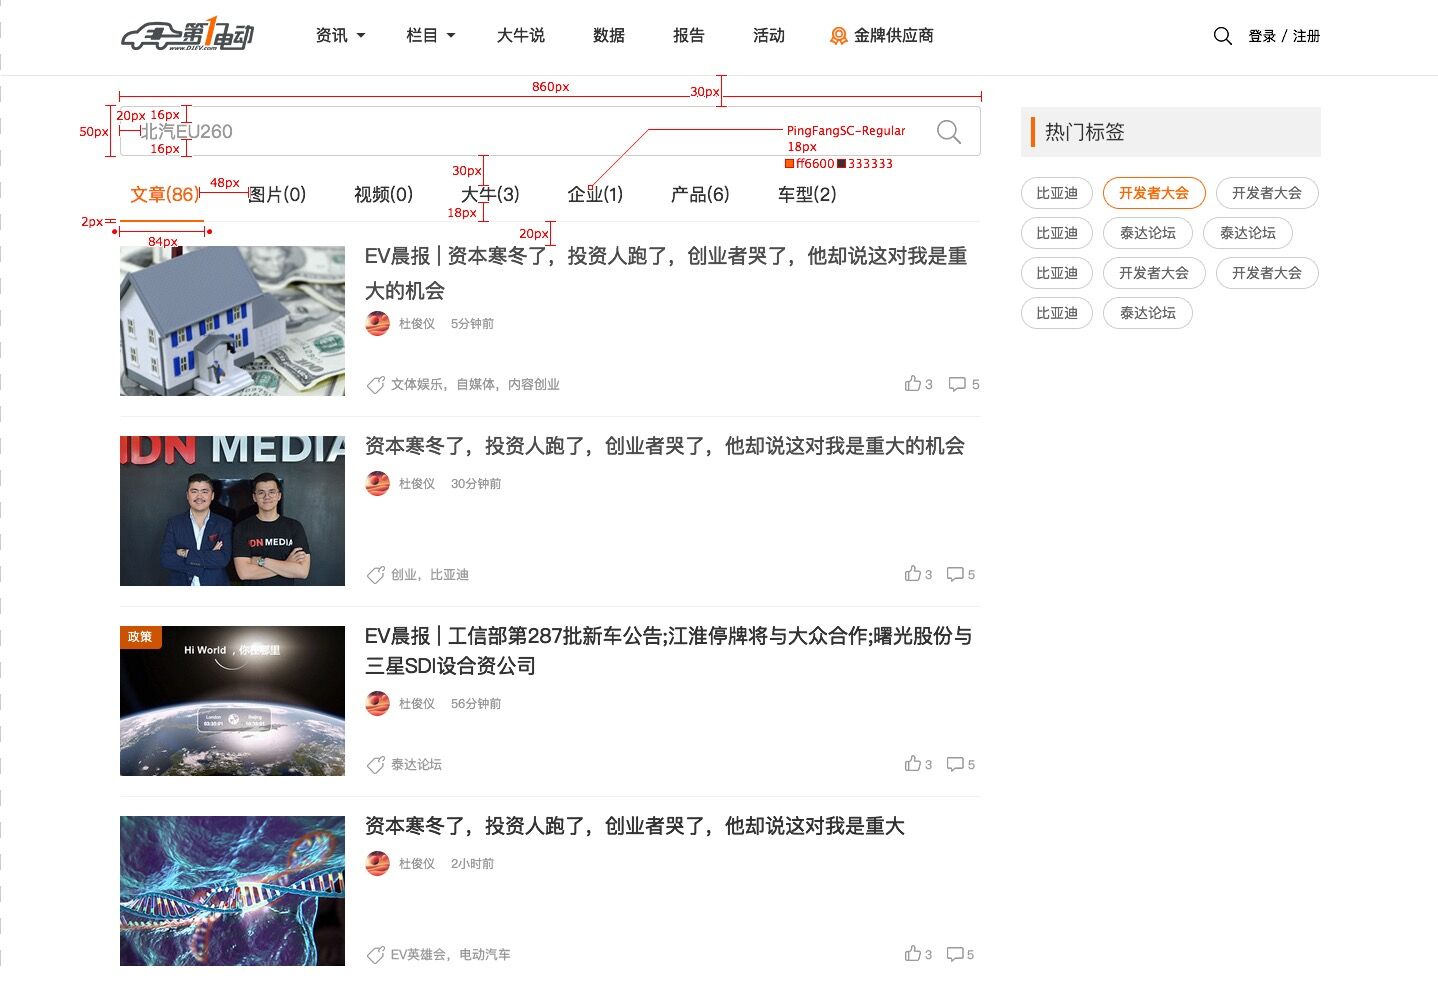 第1电动
www.D1EV.com
资讯 栏目 大牛说 数据 报告 活动 金牌供应商 登录 / 注册
860px 30px
50px 20px 16px
北汽EU260
16px
PingFangSC-Regular
18px
ff6600 333333
30px
48px
文章(86) 图片(0) 视频(0) 大牛(3) 企业(1) 产品(6) 车型(2)
18px
2px
84px
20px
EV晨报 | 资本寒冬了，投资人跑了，创业者哭了，他却说这对我是重
大的机会
杜俊仪 5分钟前
文体娱乐，自媒体，内容创业 3 5
IDN MEDIA
IDN MEDIA
资本寒冬了，投资人跑了，创业者哭了，他却说这对我是重大的机会
杜俊仪 30分钟前
创业，比亚迪 3 5
政策
Hi World ，你在哪里
London Beijing
EV晨报 | 工信部第287批新车公告;江淮停牌将与大众合作;曙光股份与
三星SDI设合资公司
杜俊仪 56分钟前
泰达论坛 3 5
资本寒冬了，投资人跑了，创业者哭了，他却说这对我是重大
杜俊仪 2小时前
EV英雄会，电动汽车 3 5
热门标签
比亚迪 开发者大会 开发者大会
比亚迪 泰达论坛 泰达论坛
比亚迪 开发者大会 开发者大会
比亚迪 泰达论坛